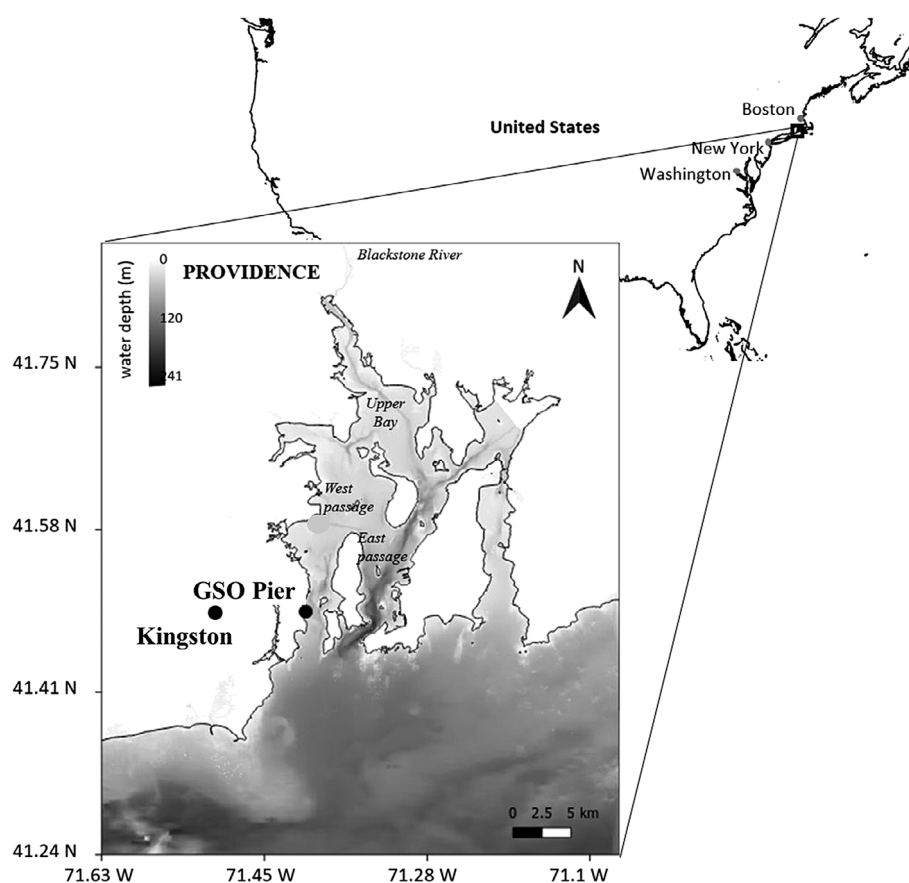 Boston
United States
New York
Washington
Blackstone River
PROVIDENCE
N
water depth (m)
0
120
241
41.75 N
Upper
Bay
West
passage
41.58 N
East
passage
GSO Pier
Kingston
41.41 N
0 2.5 5 km
41.24 N
71.63 W 71.45 W 71.28 W 71.1 W